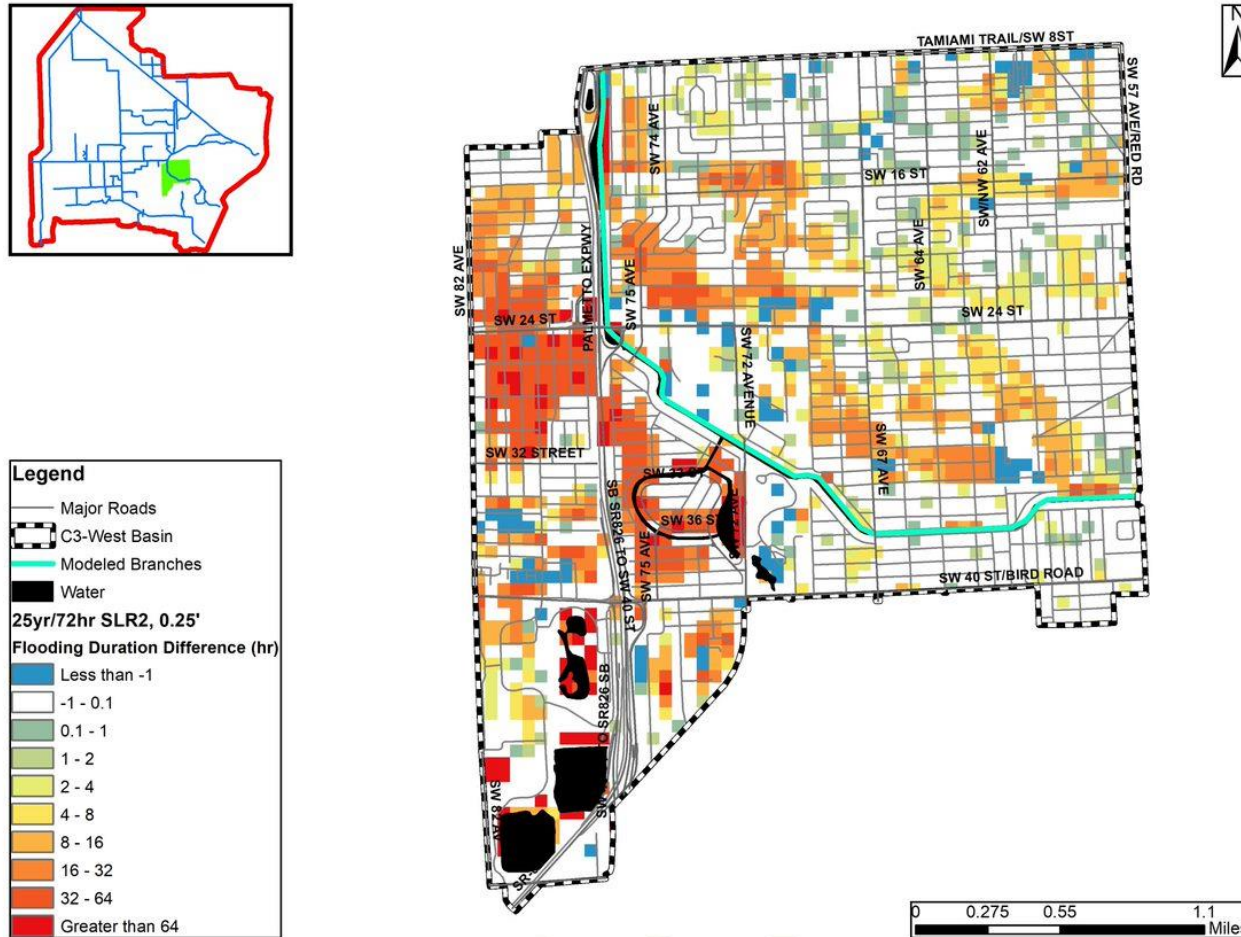 N
TAMIAMI TRAIL/SW 8ST
SW 57 AVE/RED RD
SW 74 AVE
SW 16 ST
SW/NW 62 AVE
SW 64 AVE
SW 82 AVE
PALMETTO EXPWY
SW 75 AVE
SW 24 ST
SW 24 ST
SW 72 AVENUE
SW 32 STREET
SW 67 AVE
SW 36 ST
SB SR826 TO SW 40 ST
SW 75 AVE
SW 40 ST/BIRD ROAD
TO SR826 SB
SW 82 AV
Legend
Major Roads
C3-West Basin
Modeled Branches
Water
25yr/72hr SLR2, 0.25'
Flooding Duration Difference (hr)
Less than -1
-1 - 0.1
0.1 - 1
1 - 2
2 - 4
4 - 8
8 - 16
16 - 32
32 - 64
Greater than 64
0 0.275 0.55 1.1
Miles